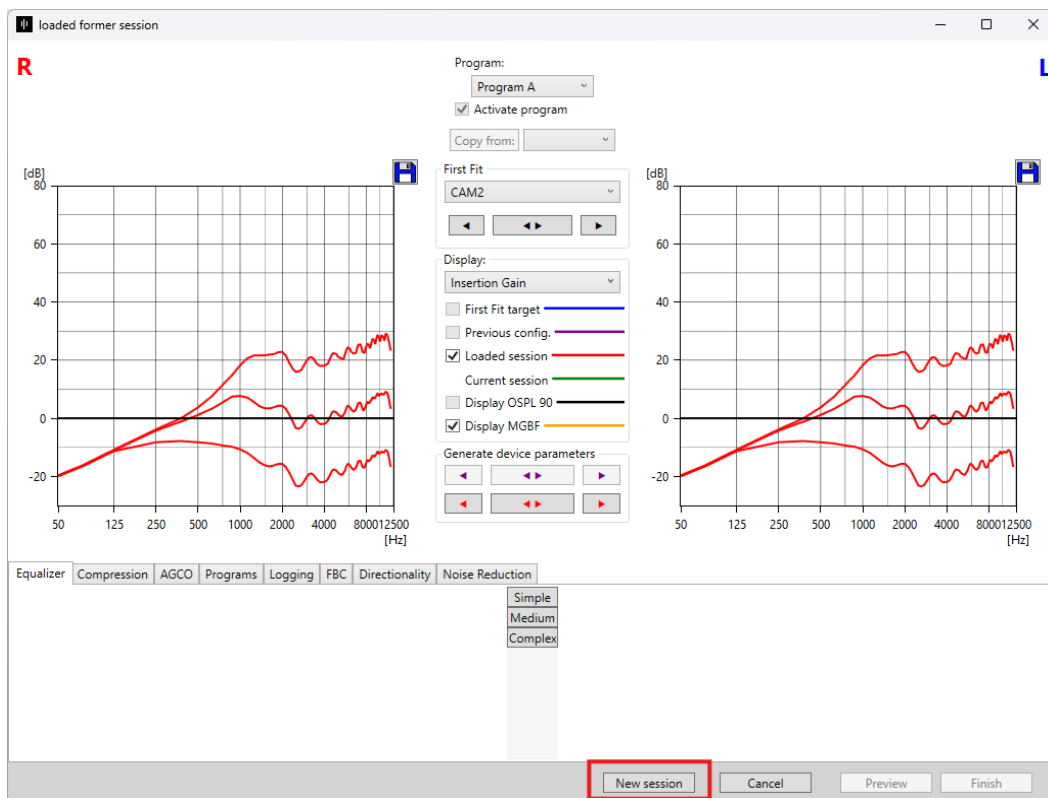 loaded former session
R
L
Program:
Program A
Activate program
Copy from:
First Fit
CAM2
Display:
Insertion Gain
First Fit target
Previous config.
Loaded session
Current session
Display OSPL 90
Display MGBF
Generate device parameters
[dB]
80
60
40
20
0
-20
50 125 250 500 1000 2000 4000 8000 12500
[Hz]
[dB]
80
60
40
20
0
-20
50 125 250 500 1000 2000 4000 8000 12500
[Hz]
Equalizer Compression AGCO Programs Logging FBC Directionality Noise Reduction
Simple
Medium
Complex
New session Cancel Preview Finish